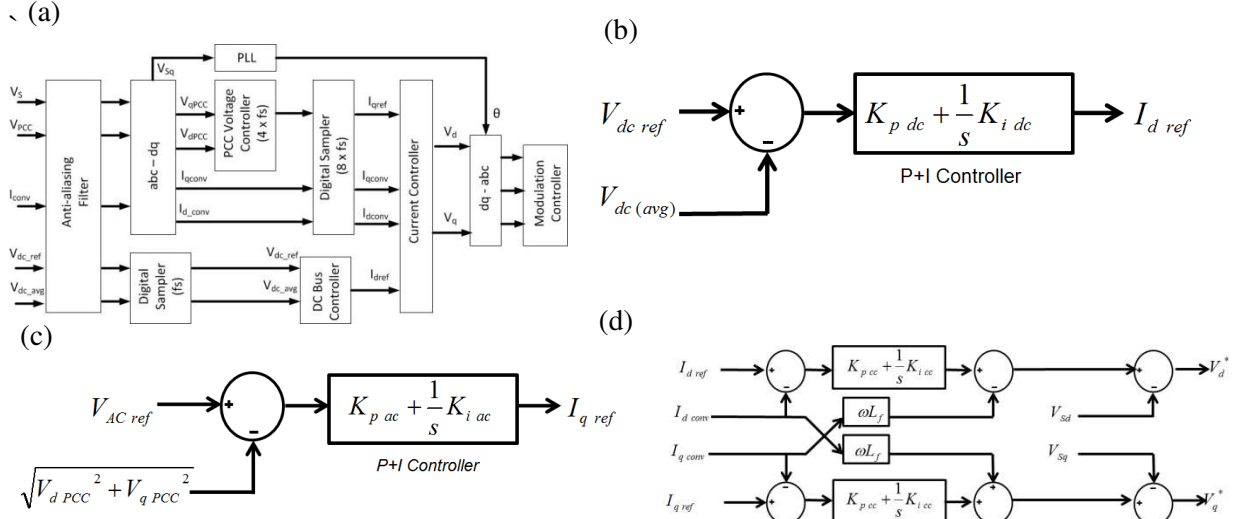 、(a)
PLL
V_Sq
V_S
V_PCC
I_conv
V_dc_ref
V_dc_avg
Anti-aliasing
Filter
abc – dq
V_qPCC
V_dPCC
I_qconv
I_d_conv
PCC Voltage
Controller
(4 x fs)
Digital Sampler
(8 x fs)
I_qref
I_qconv
I_dconv
I_dref
Digital
Sampler
(fs)
V_dc_ref
V_dc_avg
DC Bus
Controller
Current Controller
V_d
V_q
θ
dq - abc
Modulation
Controller
(b)
V_dc ref
+
-
V_dc (avg)
K_p dc + 1/s K_i dc
I_d ref
P+I Controller
(c)
V_AC ref
+
-
√(V_d PCC² + V_q PCC²)
K_p ac + 1/s K_i ac
I_q ref
P+I Controller
(d)
I_d ref
+
-
K_p cc + 1/s K_i cc
+
-
+
-
V_d*
I_d conv
ωL_f
V_Sd
I_q conv
ωL_f
V_Sq
I_q ref
-
+
K_p cc + 1/s K_i cc
+
+
-
+
V_q*